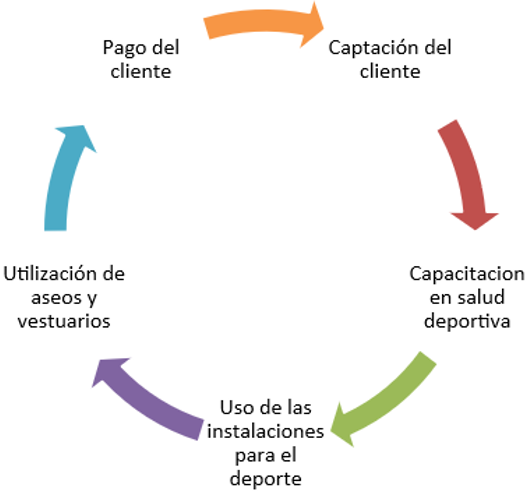 Pago del
cliente
Captación del
cliente
Capacitacion
en salud
deportiva
Uso de las
instalaciones
para el
deporte
Utilización de
aseos y
vestuarios